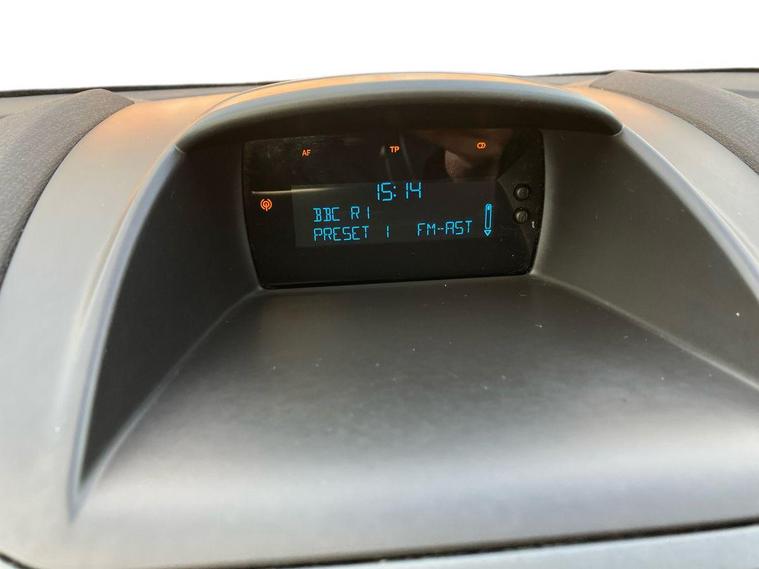 AF TP
15:14
BBC R1
PRESET 1 FM-AST